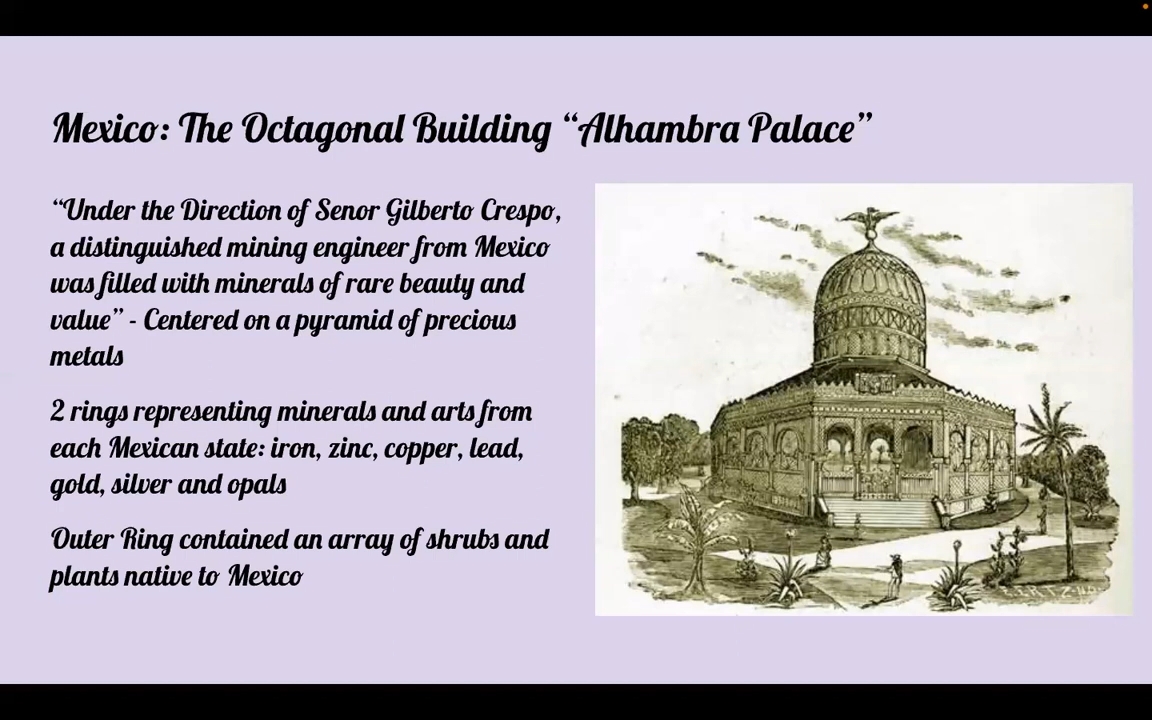 Mexico: The Octagonal Building “Alhambra Palace”
“Under the Direction of Senor Gilberto Crespo,
a distinguished mining engineer from Mexico
was filled with minerals of rare beauty and
value” - Centered on a pyramid of precious
metals
2 rings representing minerals and arts from
each Mexican state: iron, zinc, copper, lead,
gold, silver and opals
Outer Ring contained an array of shrubs and
plants native to Mexico